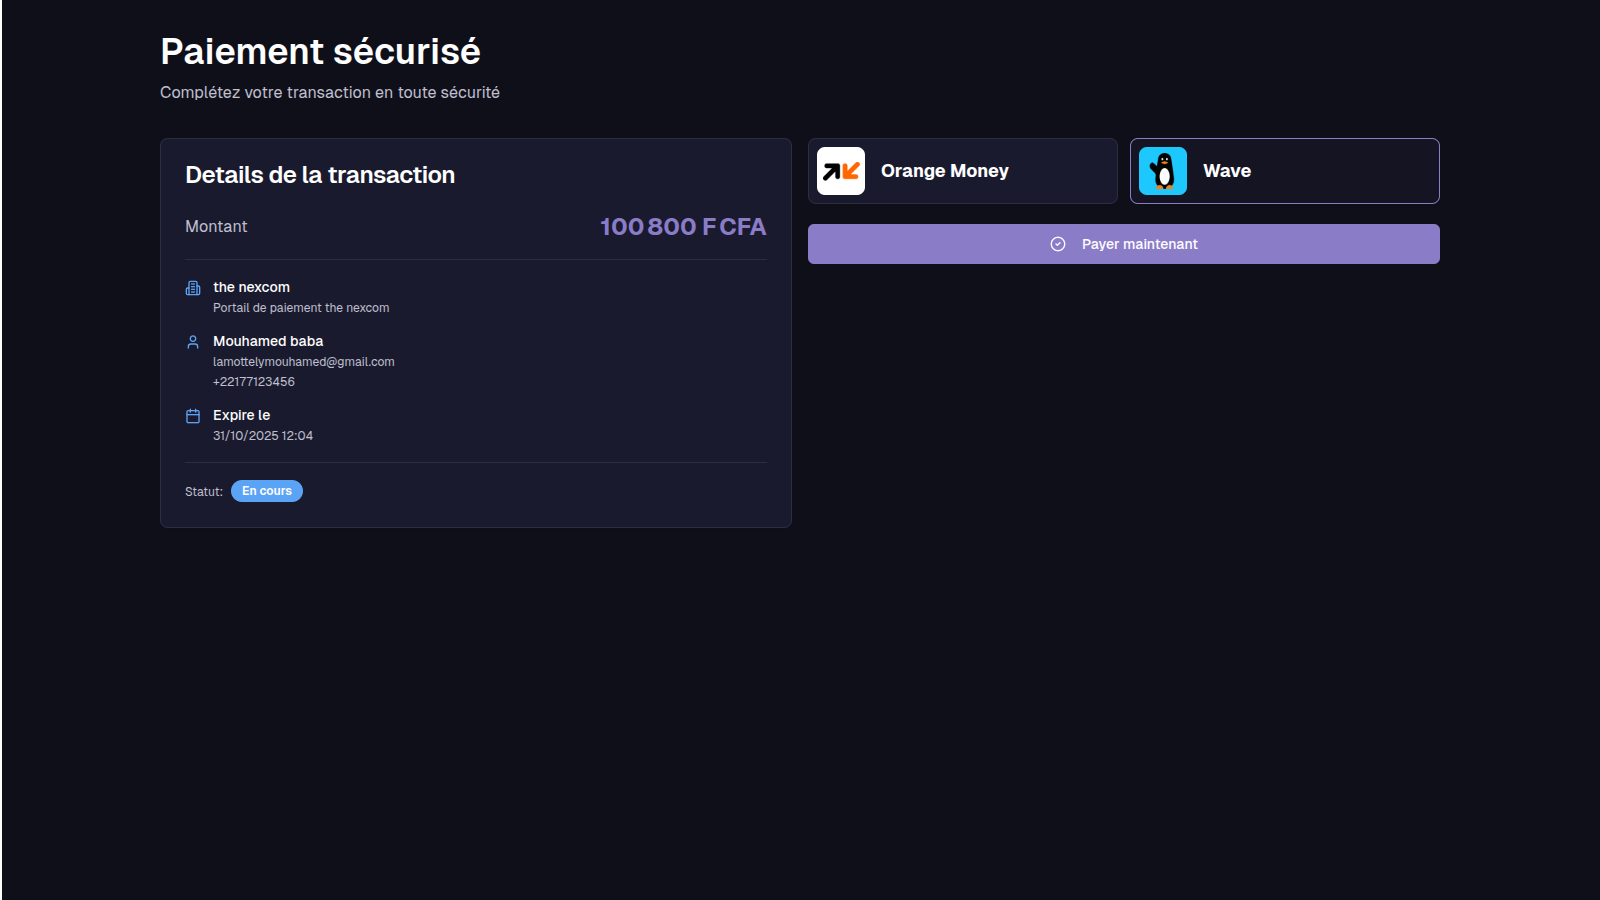 Paiement sécurisé
Complétez votre transaction en toute sécurité
Details de la transaction
Montant
100 800 F CFA
the nexcom
Portail de paiement the nexcom
Mouhamed baba
lamottelymouhamed@gmail.com
+22177123456
Expire le
31/10/2025 12:04
Statut:
En cours
Orange Money
Wave
Payer maintenant